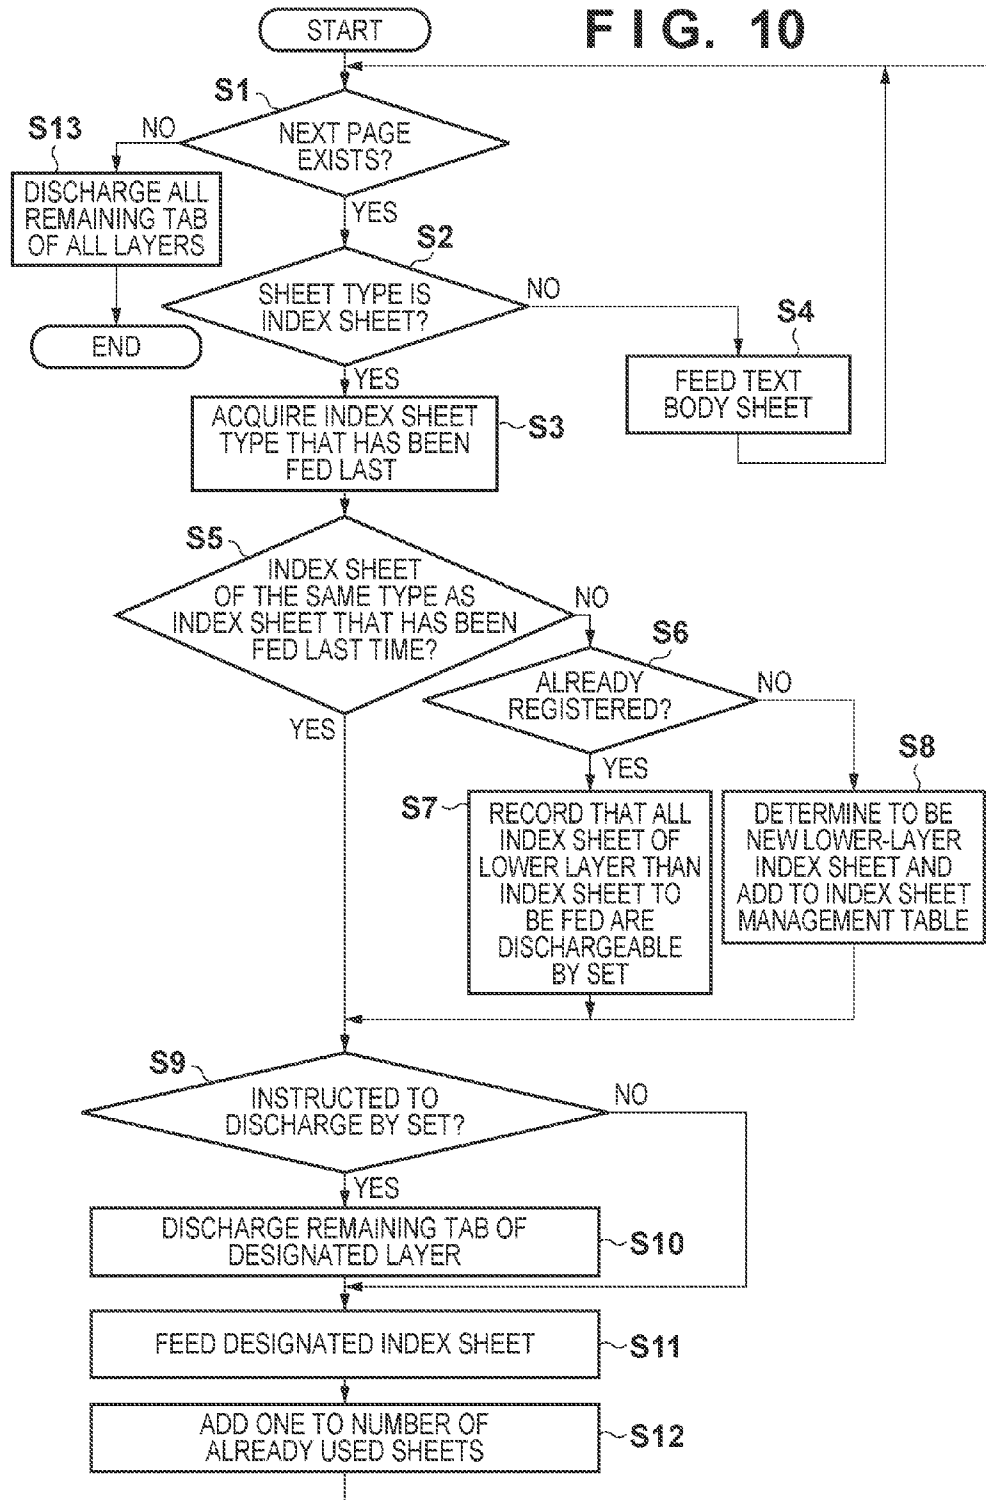 START
FIG. 10
S1
NEXT PAGE
EXISTS?
NO
S13
DISCHARGE ALL
REMAINING TAB
OF ALL LAYERS
END
YES
S2
SHEET TYPE IS
INDEX SHEET?
NO
S4
FEED TEXT
BODY SHEET
YES
ACQUIRE INDEX SHEET
TYPE THAT HAS BEEN
FED LAST
S3
S5
INDEX SHEET
OF THE SAME TYPE AS
INDEX SHEET THAT HAS BEEN
FED LAST TIME?
NO
YES
S6
ALREADY
REGISTERED?
NO
YES
S7
RECORD THAT ALL
INDEX SHEET OF
LOWER LAYER THAN
INDEX SHEET TO
BE FED ARE
DISCHARGEABLE
BY SET
S8
DETERMINE TO BE
NEW LOWER-LAYER
INDEX SHEET AND
ADD TO INDEX SHEET
MANAGEMENT TABLE
S9
INSTRUCTED TO
DISCHARGE BY SET?
NO
YES
DISCHARGE REMAINING TAB OF
DESIGNATED LAYER
S10
FEED DESIGNATED INDEX SHEET
S11
ADD ONE TO NUMBER OF
ALREADY USED SHEETS
S12